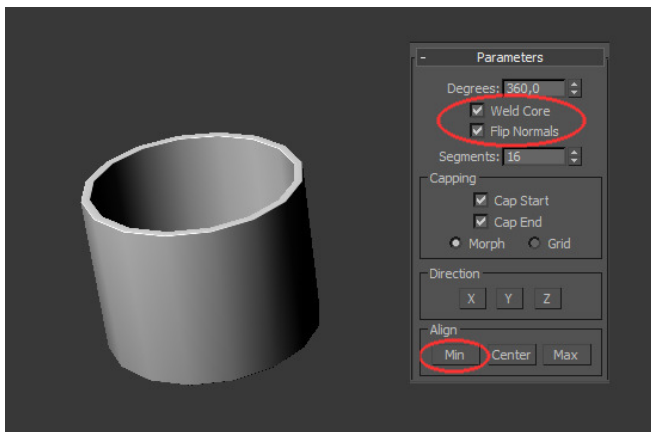 - Parameters
Degrees: 360,0
Weld Core
Flip Normals
Segments: 16
Capping
Cap Start
Cap End
Morph Grid
Direction
X Y Z
Align
Min Center Max